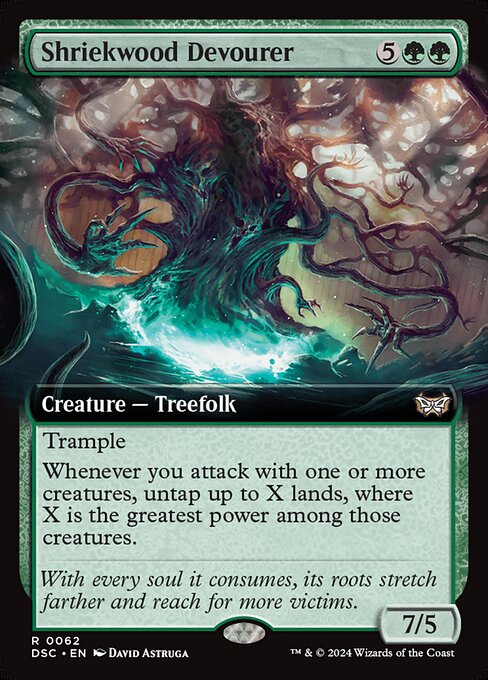 Shriekwood Devourer 5
Creature — Treefolk
Trample
Whenever you attack with one or more
creatures, untap up to X lands, where
X is the greatest power among those
creatures.
With every soul it consumes, its roots stretch
farther and reach for more victims.
7/5
R 0062
DSC • EN DAVID ASTRUGA
™ & © 2024 Wizards of the Coast